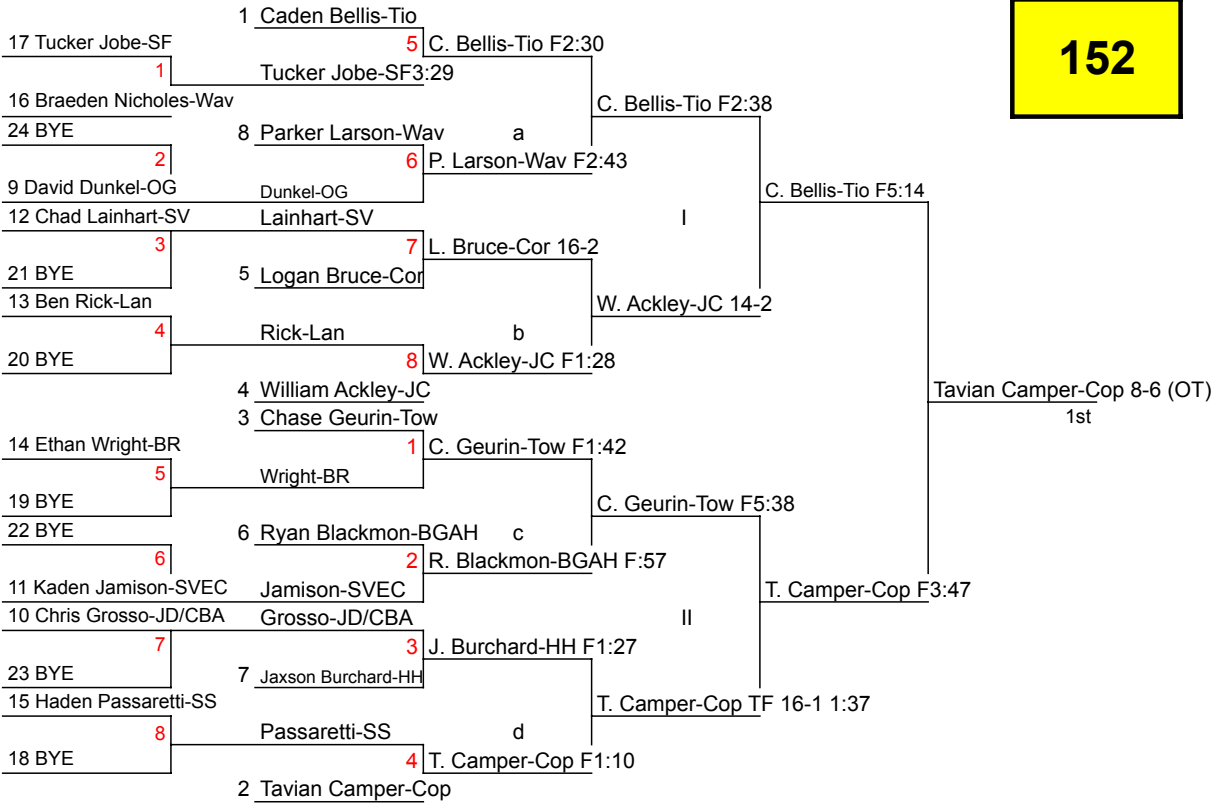 1 Caden Bellis-Tio
17 Tucker Jobe-SF
5 C. Bellis-Tio F2:30
152
1 Tucker Jobe-SF3:29
16 Braeden Nicholes-Wav
C. Bellis-Tio F2:38
24 BYE
8 Parker Larson-Wav a
2
6 P. Larson-Wav F2:43
9 David Dunkel-OG
Dunkel-OG
C. Bellis-Tio F5:14
12 Chad Lainhart-SV
Lainhart-SV
I
3
7 L. Bruce-Cor 16-2
21 BYE
5 Logan Bruce-Cor
13 Ben Rick-Lan
W. Ackley-JC 14-2
4
Rick-Lan b
20 BYE
8 W. Ackley-JC F1:28
4 William Ackley-JC
Tavian Camper-Cop 8-6 (OT)
1st
3 Chase Geurin-Tow
14 Ethan Wright-BR
1 C. Geurin-Tow F1:42
5
Wright-BR
19 BYE
C. Geurin-Tow F5:38
22 BYE
6 Ryan Blackmon-BGAH c
6
2 R. Blackmon-BGAH F:57
11 Kaden Jamison-SVEC
Jamison-SVEC
T. Camper-Cop F3:47
10 Chris Grosso-JD/CBA
Grosso-JD/CBA
II
7
3 J. Burchard-HH F1:27
23 BYE
7 Jaxson Burchard-HH
15 Haden Passaretti-SS
T. Camper-Cop TF 16-1 1:37
8
Passaretti-SS d
18 BYE
4 T. Camper-Cop F1:10
2 Tavian Camper-Cop